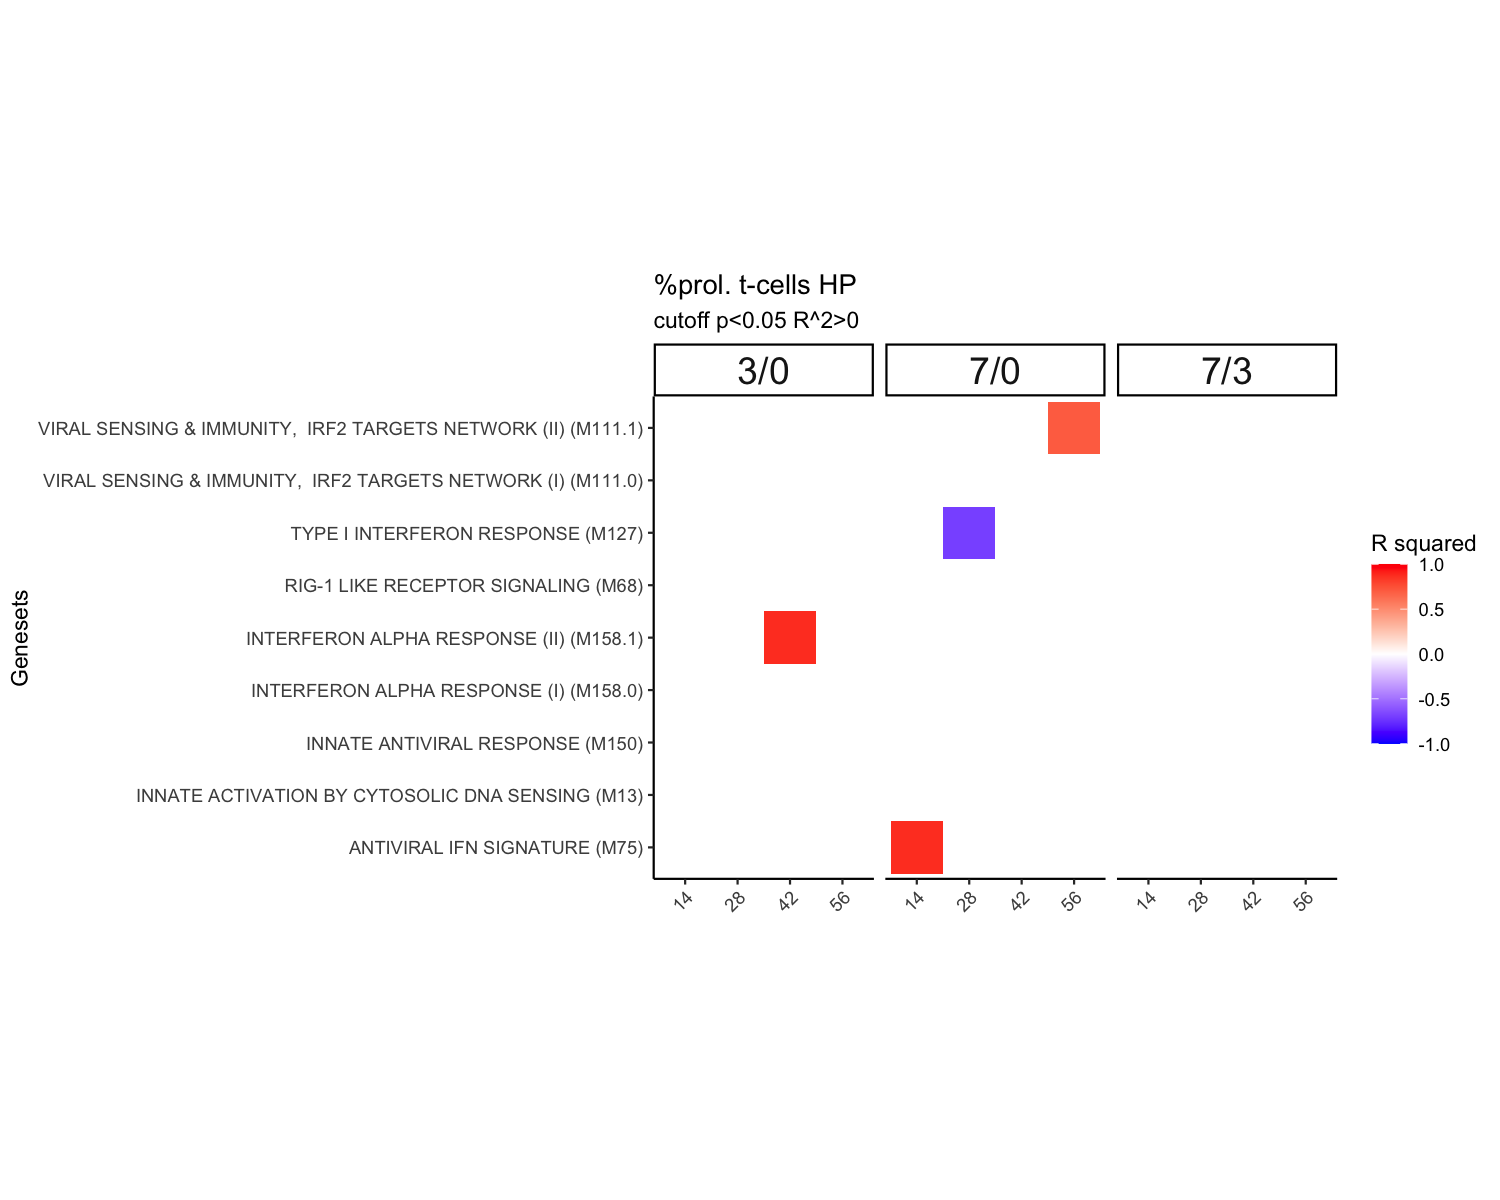 %prol. t-cells HP
cutoff p<0.05 R^2>0
3/0 7/0 7/3
VIRAL SENSING & IMMUNITY,  IRF2 TARGETS NETWORK (II) (M111.1)
VIRAL SENSING & IMMUNITY,  IRF2 TARGETS NETWORK (I) (M111.0)
TYPE I INTERFERON RESPONSE (M127)
RIG-1 LIKE RECEPTOR SIGNALING (M68)
INTERFERON ALPHA RESPONSE (II) (M158.1)
INTERFERON ALPHA RESPONSE (I) (M158.0)
INNATE ANTIVIRAL RESPONSE (M150)
INNATE ACTIVATION BY CYTOSOLIC DNA SENSING (M13)
ANTIVIRAL IFN SIGNATURE (M75)
Genesets
14 28 42 56 14 28 42 56 14 28 42 56
R squared
1.0
0.5
0.0
-0.5
-1.0